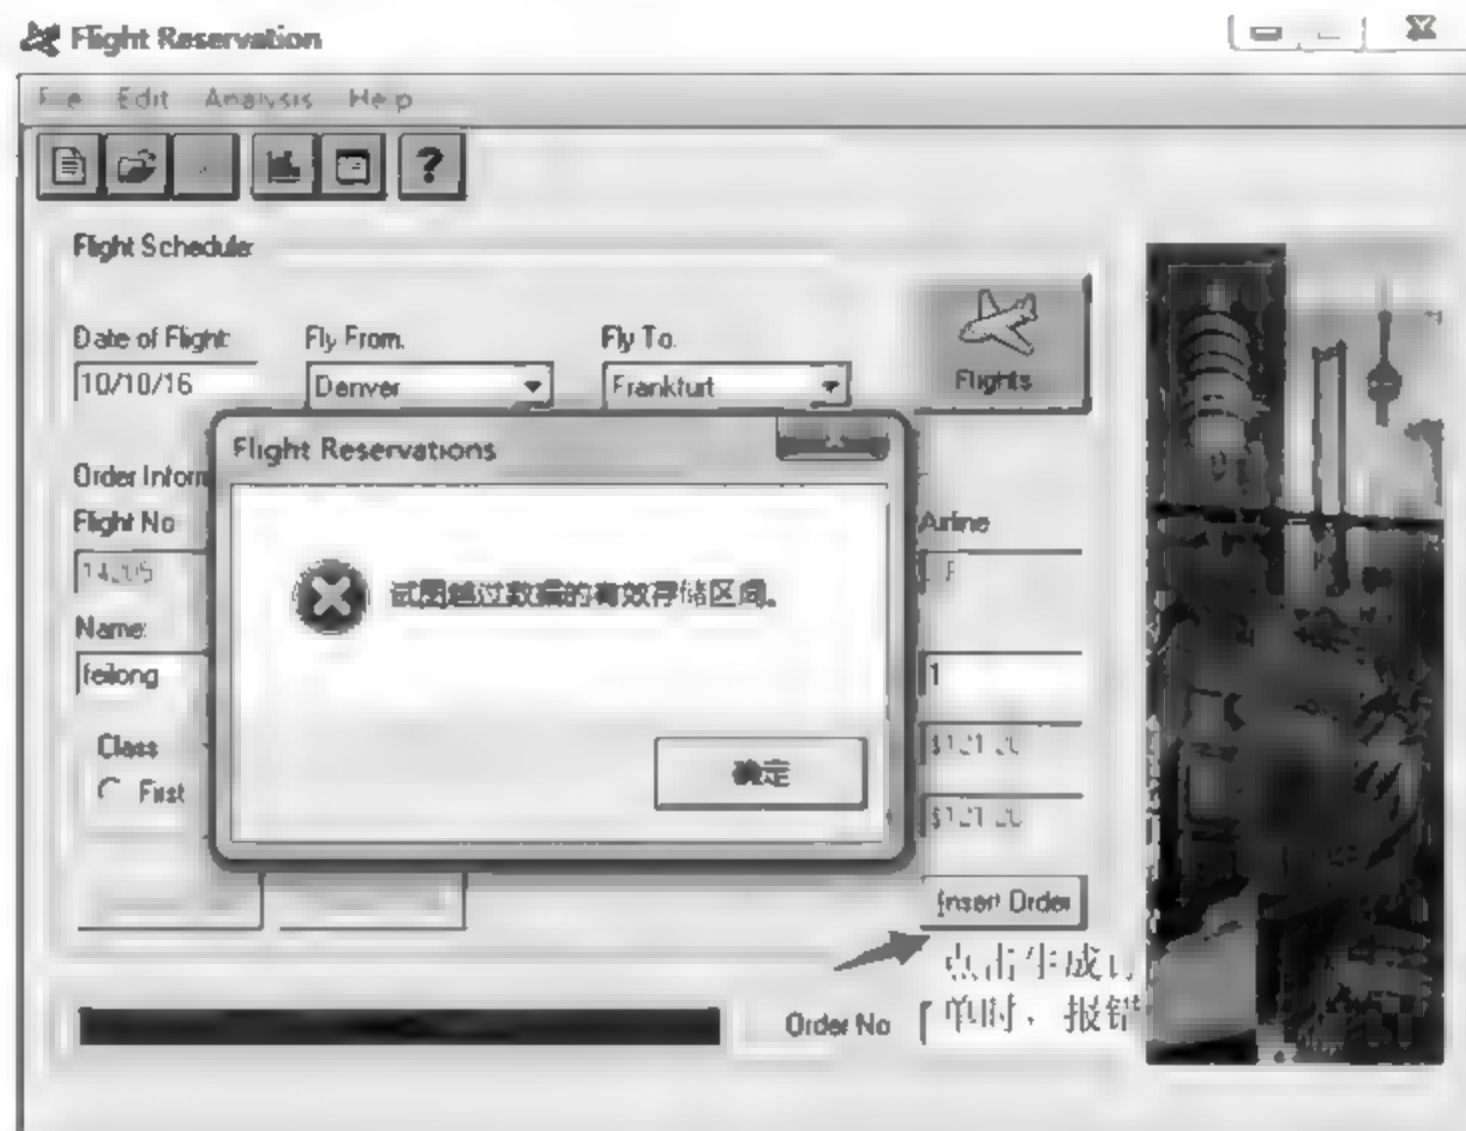 Flight Reservation
File Edit Analysis Help
Flight Schedule:
Date of Flight: Fly From: Fly To:
10/10/16 Denver Frankfurt Flights
Flight Reservations
Order Inform
Flight No Airline
试图超过数据的有效存储区间。
Name:
feilong 1
Class
First
确定
Insert Order
点击生成订
单时，报错
Order No